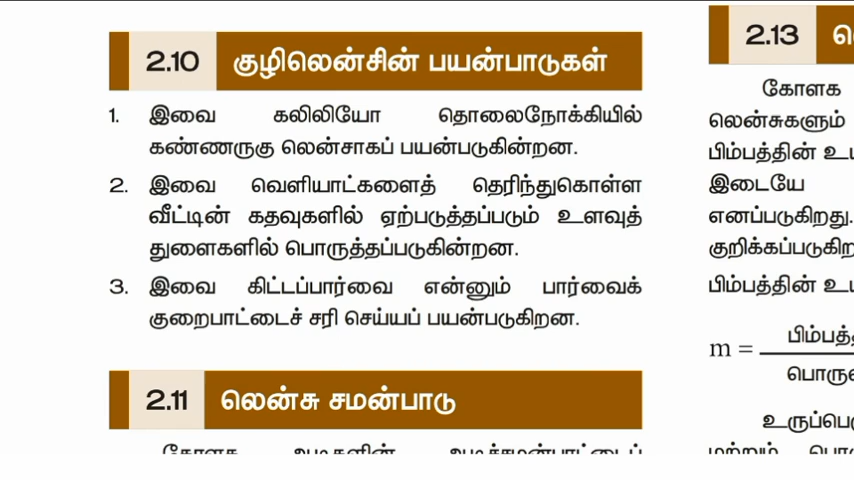 2.10 குழிலென்சின் பயன்பாடுகள்
1. இவை கலிலியோ தொலைநோக்கியில்
கண்ணருகு லென்சாகப் பயன்படுகின்றன.
2. இவை வெளியாட்களைத் தெரிந்துகொள்ள
வீட்டின் கதவுகளில் ஏற்படுத்தப்படும் உளவுத்
துளைகளில் பொருத்தப்படுகின்றன.
3. இவை கிட்டப்பார்வை என்னும் பார்வைக்
குறைபாட்டைச் சரி செய்யப் பயன்படுகிறன.
2.11 லென்சு சமன்பாடு
2.13
கோளக
லென்சுகளும்
பிம்பத்தின்
இடையே
எனப்படுகிறது.
பிம்பத்தின்
m =